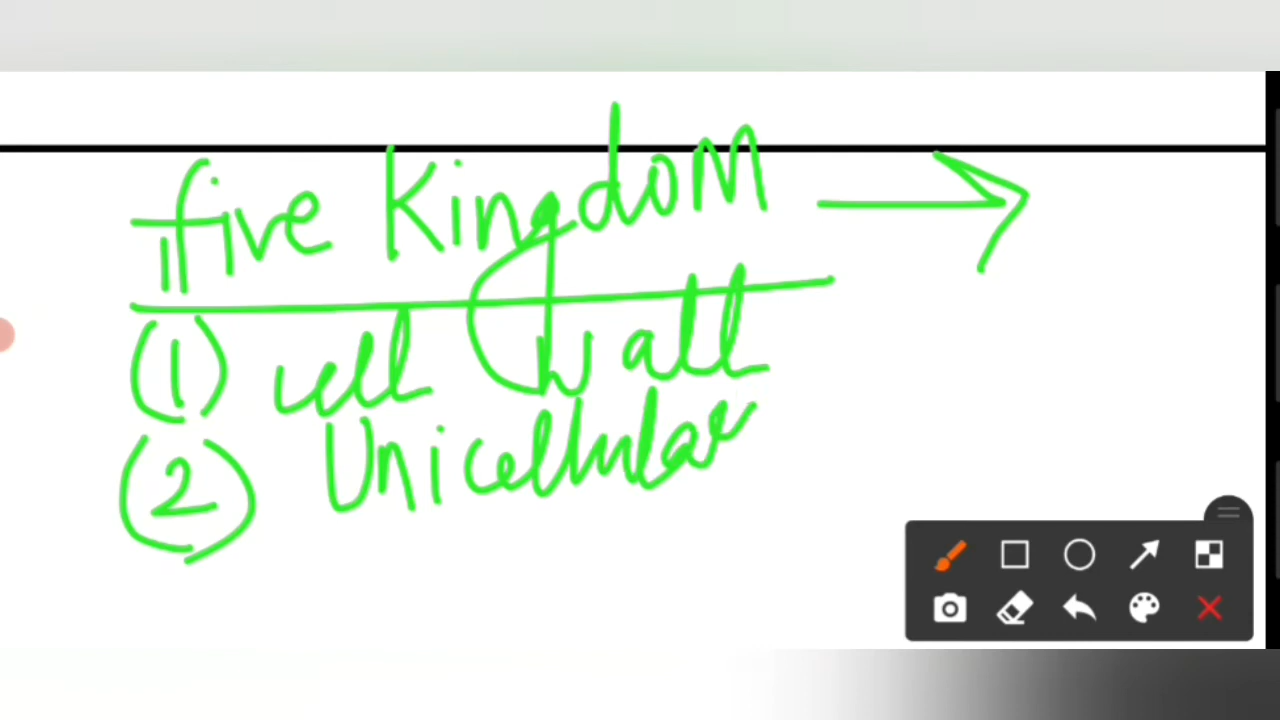 five Kingdom →
(1) cell wall
(2) Unicellular